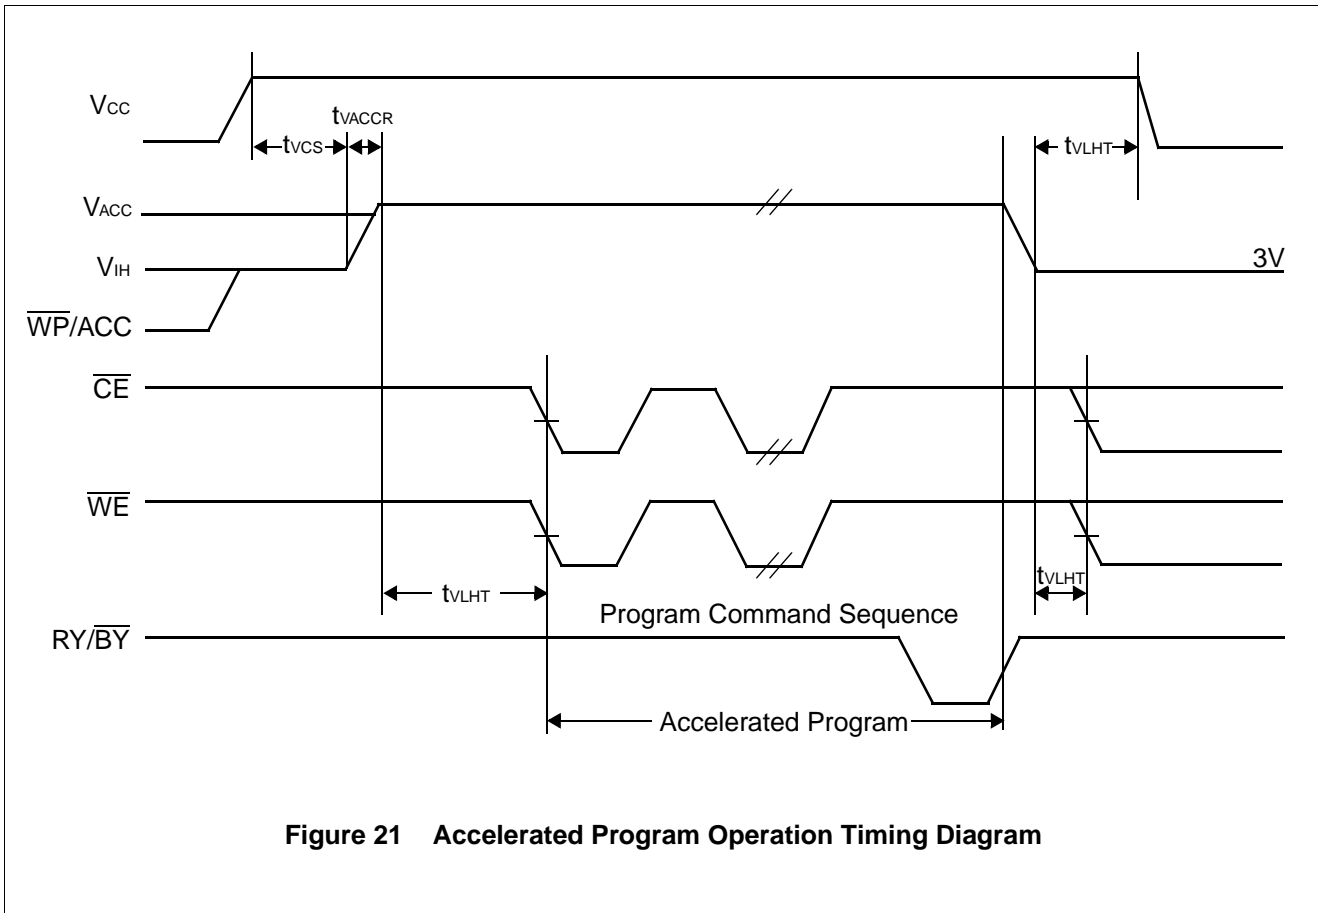 VCC
tVACCR
tVCS
tVLHT
VACC
VIH
3V
WP/ACC
CE
WE
tVLHT
tVLHT
Program Command Sequence
RY/BY
Accelerated Program
Figure 21 Accelerated Program Operation Timing Diagram